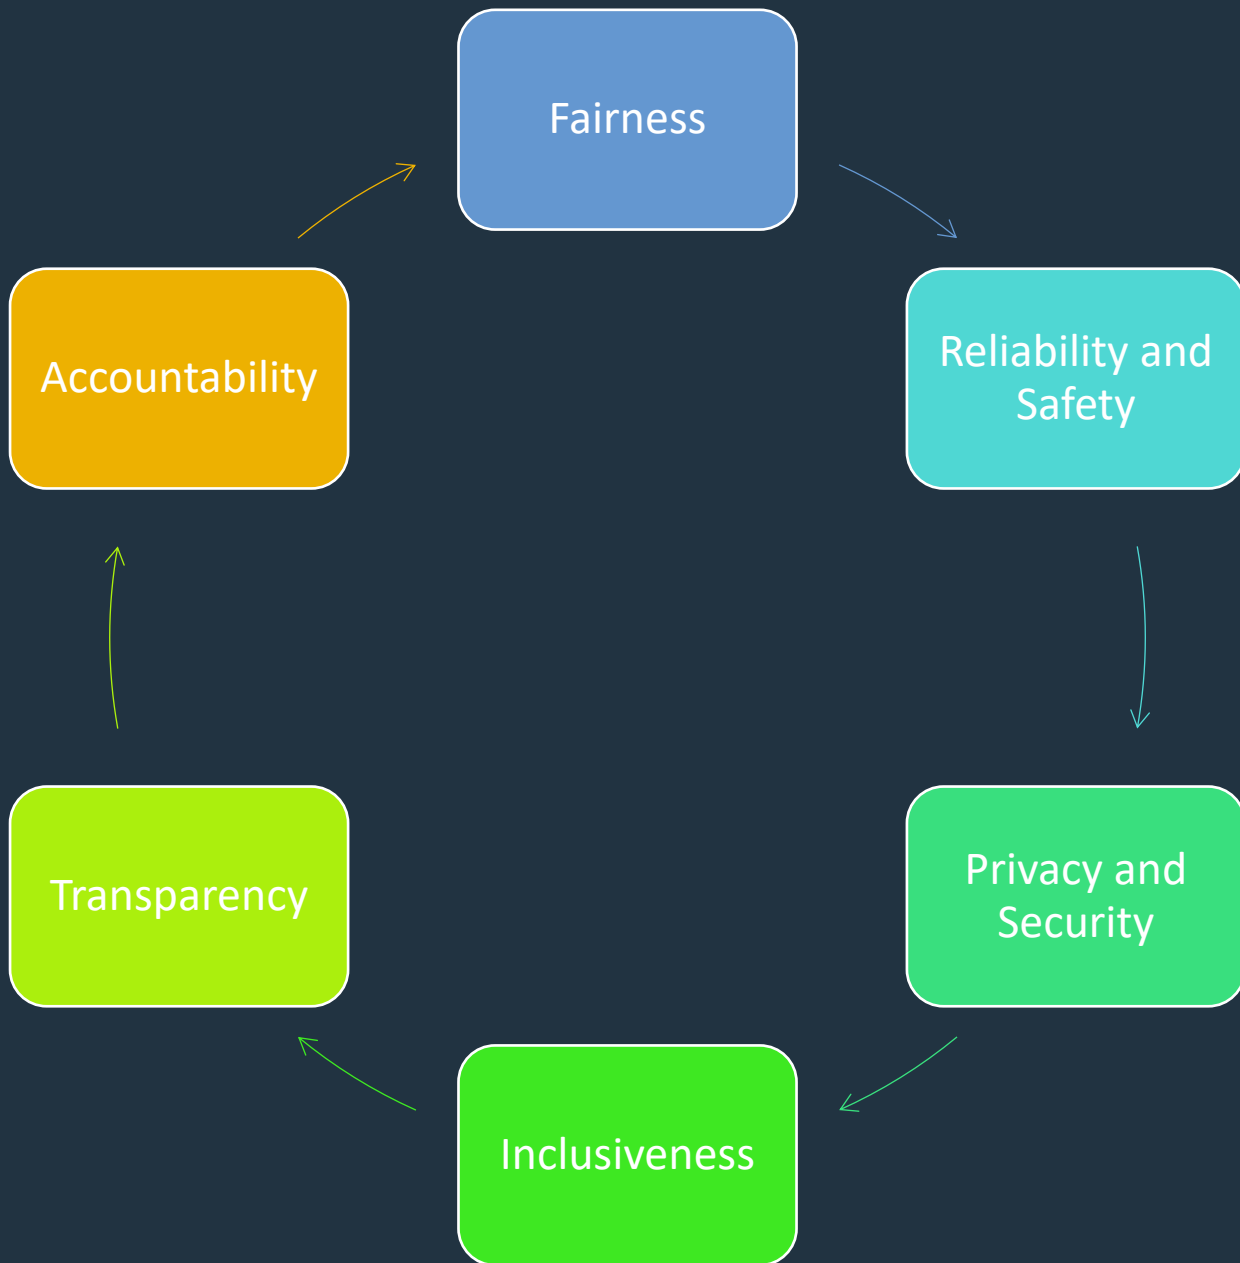 Fairness
Reliability and
Safety
Privacy and
Security
Inclusiveness
Transparency
Accountability